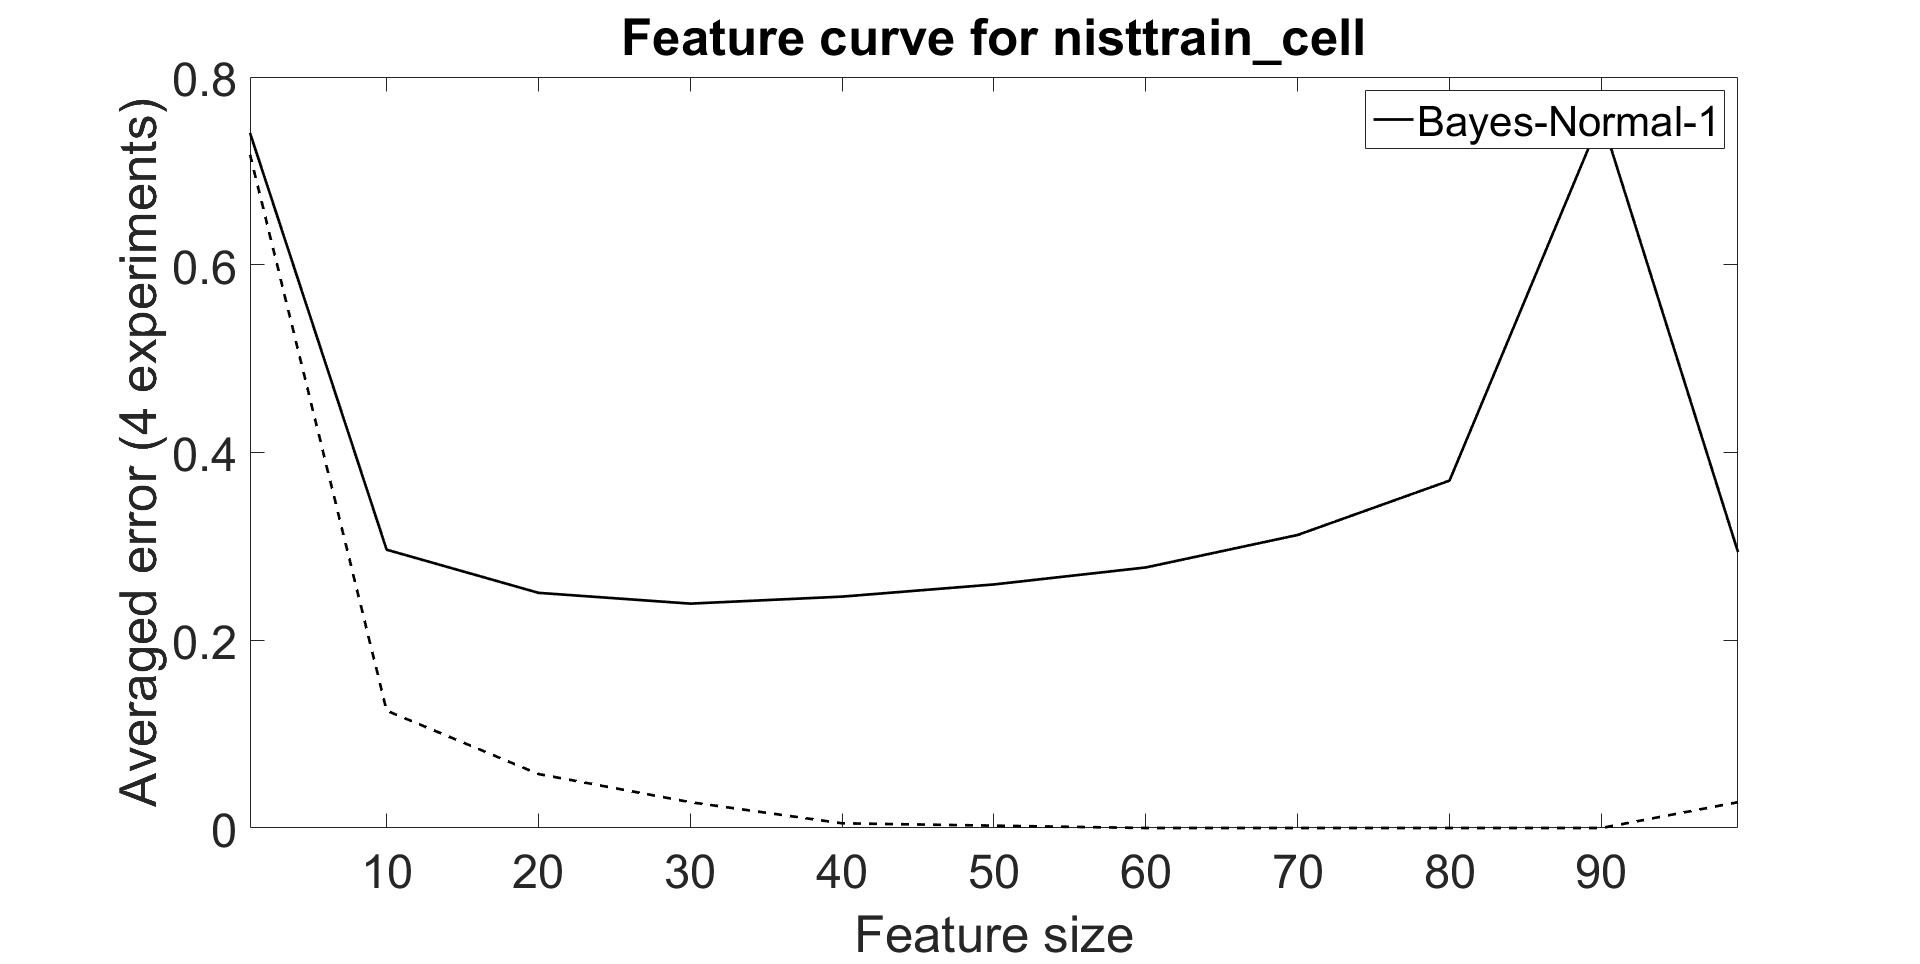 Feature curve for nisttrain_cell
Bayes-Normal-1
Averaged error (4 experiments)
0.8
0.6
0.4
0.2
0
10 20 30 40 50 60 70 80 90
Feature size